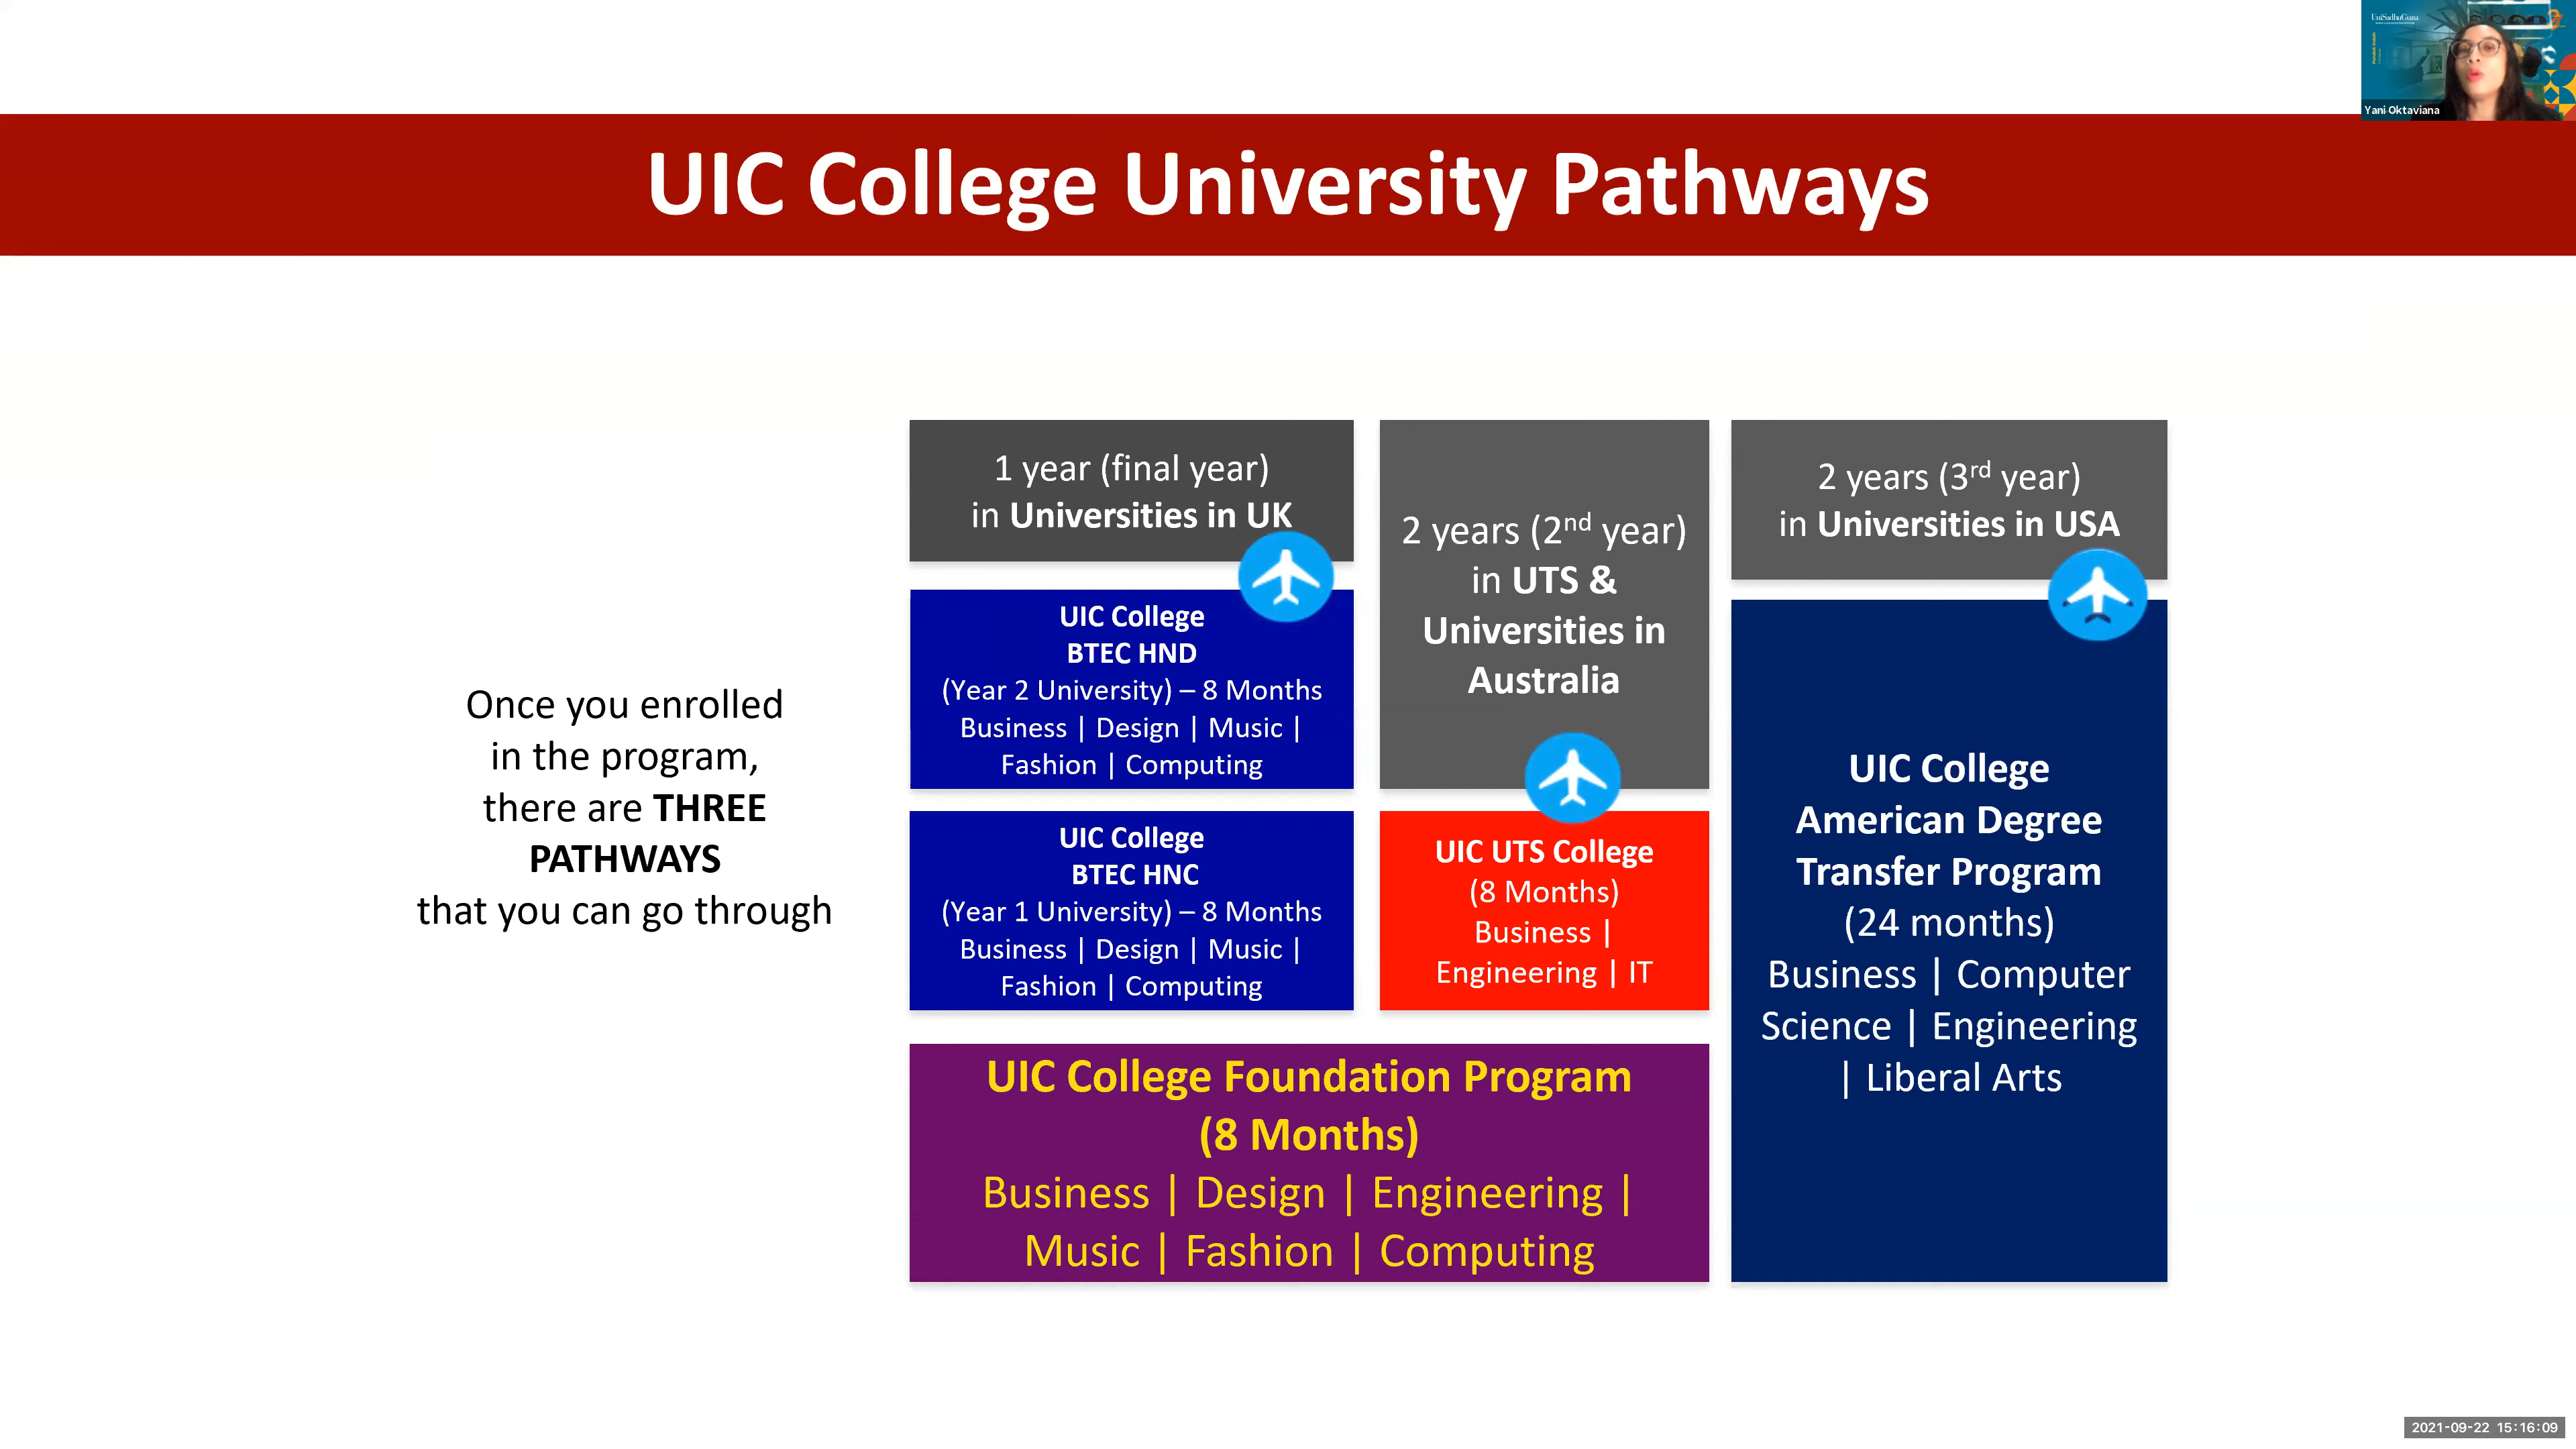 UniSadhuGuna
Yani Oktaviana
UIC College University Pathways
Once you enrolled
in the program,
there are THREE
PATHWAYS
that you can go through
1 year (final year)
in Universities in UK
UIC College
BTEC HND
(Year 2 University) – 8 Months
Business | Design | Music |
Fashion | Computing
UIC College
BTEC HNC
(Year 1 University) – 8 Months
Business | Design | Music |
Fashion | Computing
2 years (2nd year)
in UTS &
Universities in
Australia
UIC UTS College
(8 Months)
Business |
Engineering | IT
2 years (3rd year)
in Universities in USA
UIC College
American Degree
Transfer Program
(24 months)
Business | Computer
Science | Engineering
| Liberal Arts
UIC College Foundation Program
(8 Months)
Business | Design | Engineering |
Music | Fashion | Computing
2021-09-22 15:16:09